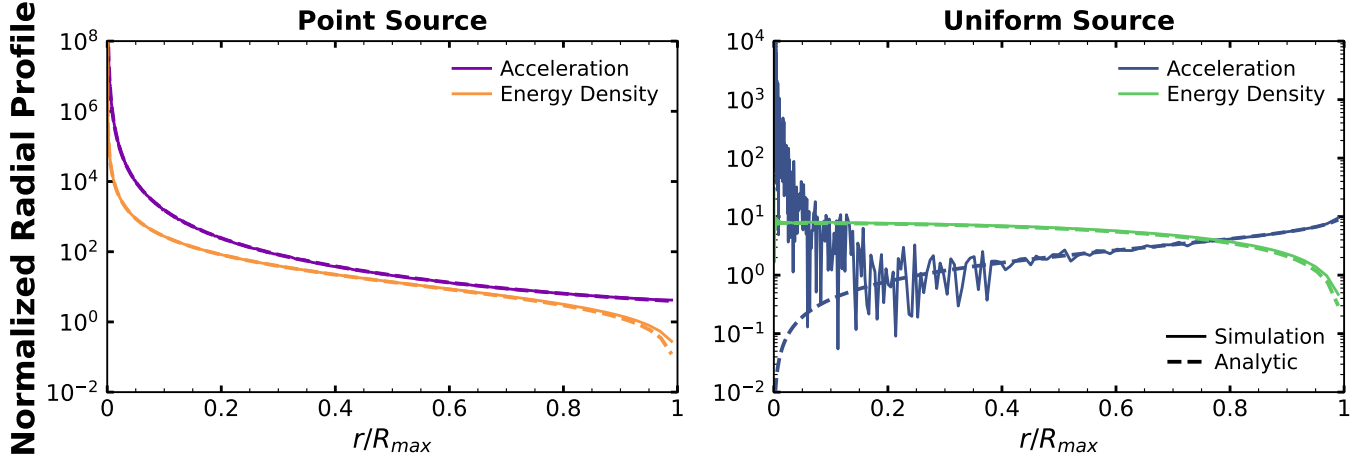 Normalized Radial Profile
Point Source
10^8
10^6
10^4
10^2
10^0
10^−2
Acceleration
Energy Density
0 0.2 0.4 0.6 0.8 1
r/R_max
Uniform Source
10^4
10^3
10^2
10^1
10^0
10^−1
10^−2
Acceleration
Energy Density
Simulation
Analytic
0 0.2 0.4 0.6 0.8 1
r/R_max